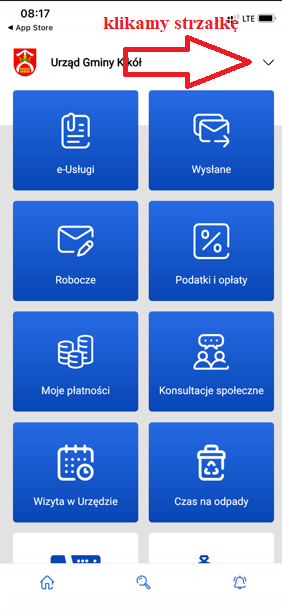 08:17
klikamy strzałkę
LTE
App Store
Urząd Gminy
e-Usługi
Wysłane
Robocze
Podatki i opłaty
Moje płatności
Konsultacje społeczne
Wizyta w Urzędzie
Czas na odpady